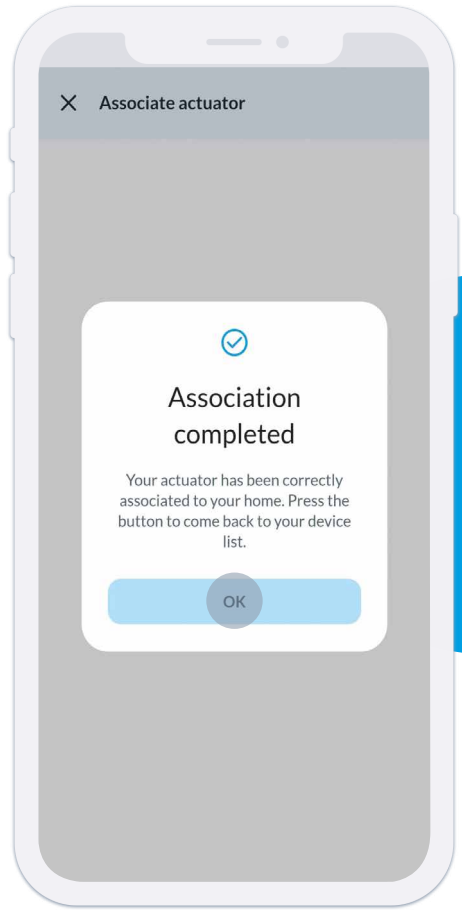 Associate actuator
Association
completed
Your actuator has been correctly
associated to your home. Press the
button to come back to your device
list.
OK